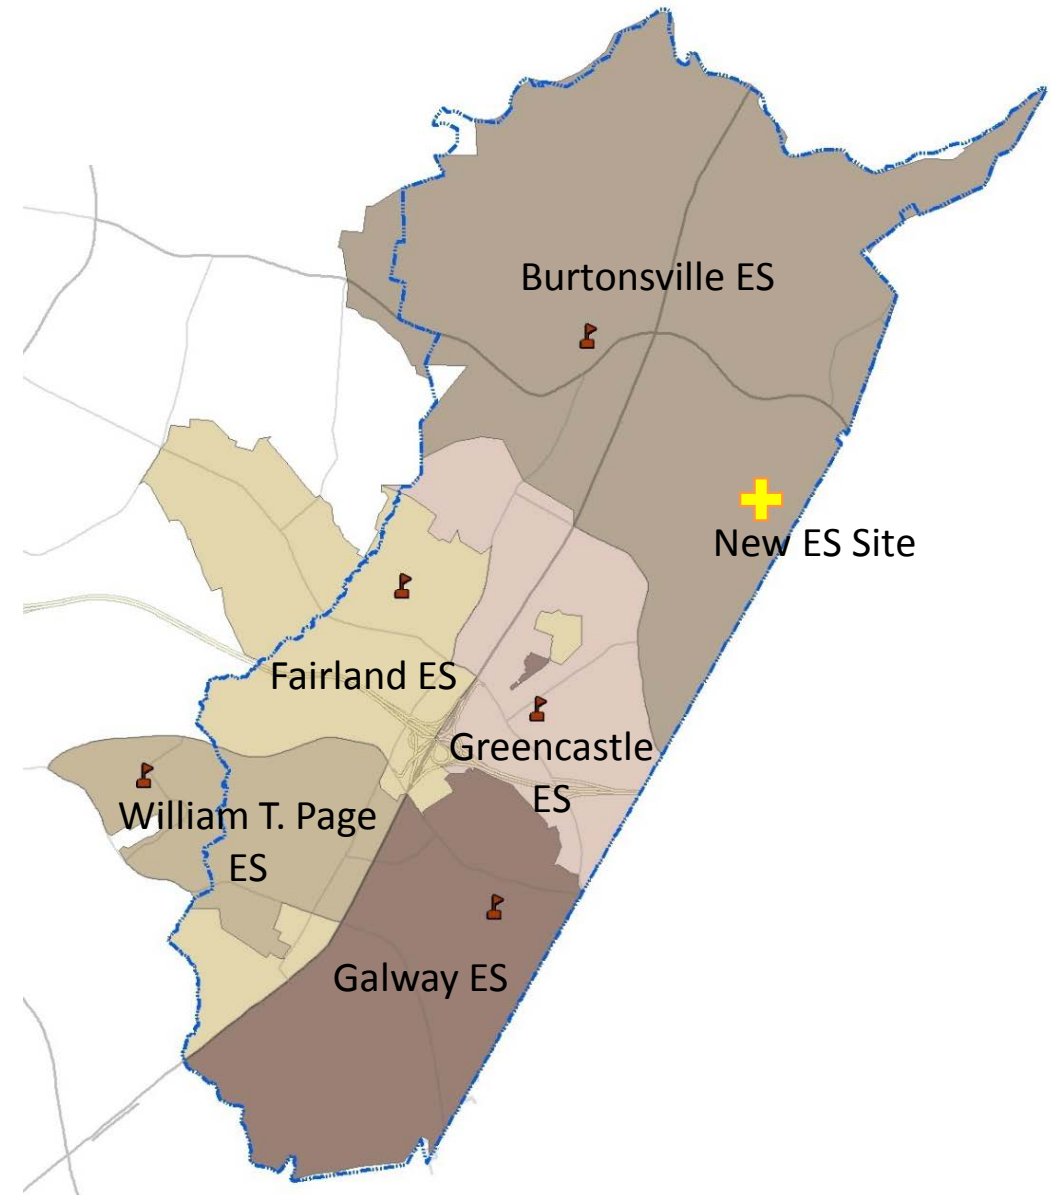 Burtonsville ES
New ES Site
Fairland ES
Greencastle
ES
William T. Page
ES
Galway ES